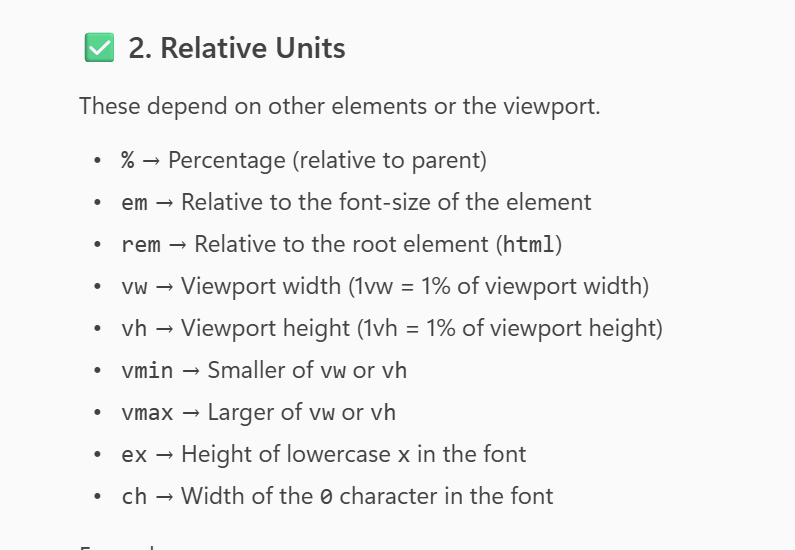 ✅ 2. Relative Units
These depend on other elements or the viewport.
• % → Percentage (relative to parent)
• em → Relative to the font-size of the element
• rem → Relative to the root element (html)
• vw → Viewport width (1vw = 1% of viewport width)
• vh → Viewport height (1vh = 1% of viewport height)
• vmin → Smaller of vw or vh
• vmax → Larger of vw or vh
• ex → Height of lowercase x in the font
• ch → Width of the 0 character in the font